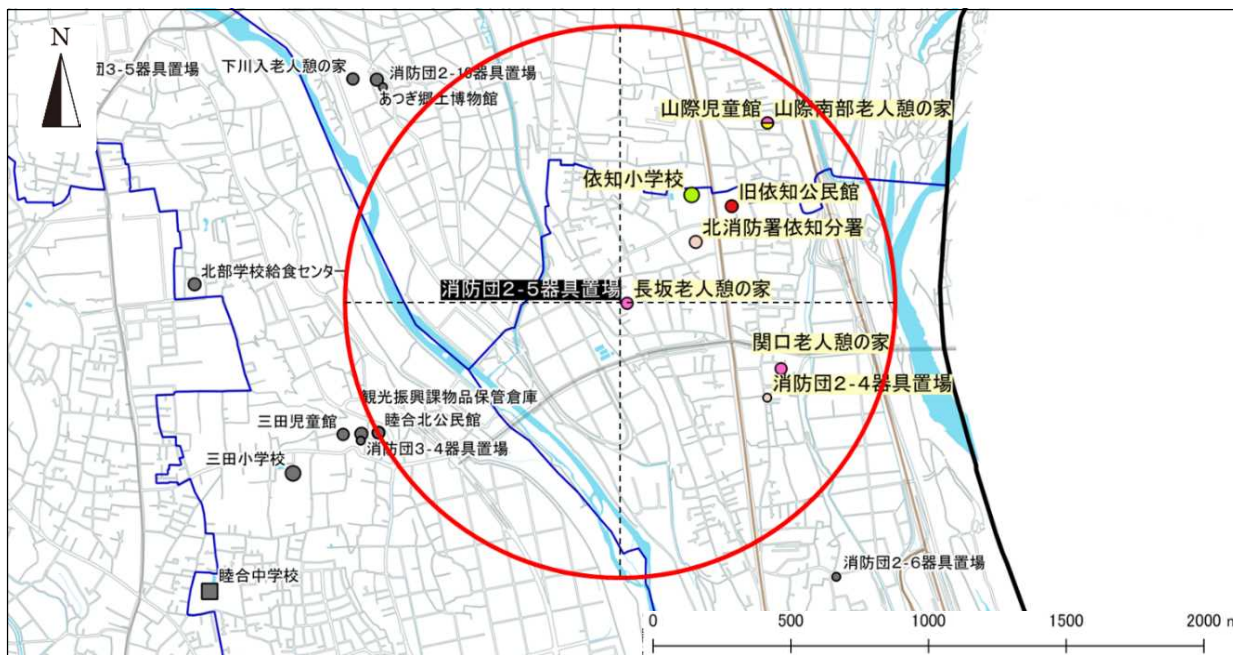 N
団3-5器具置場
下川入老人憩の家
消防団2-10器具置場
あつぎ郷土博物館
山際児童館
山際南部老人憩の家
依知小学校
旧依知公民館
北消防署依知分署
北部学校給食センター
消防団2-5器具置場
長坂老人憩の家
関口老人憩の家
消防団2-4器具置場
観光振興課物品保管倉庫
三田児童館
睦合北公民館
消防団3-4器具置場
三田小学校
睦合中学校
消防団2-6器具置場
0 500 1000 1500 2000 m